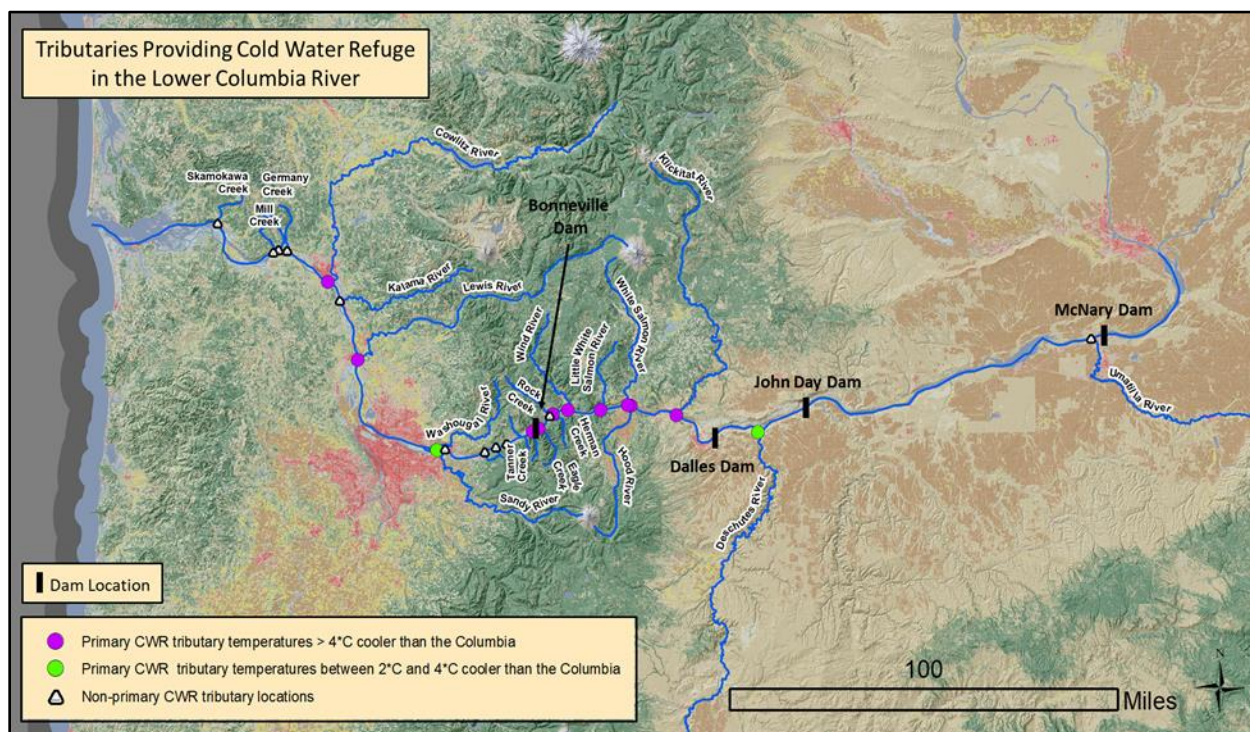 Tributaries Providing Cold Water Refuge
in the Lower Columbia River
Cowlitz River
Klickitat River
Skamokawa
Creek
Germany
Creek
Mill
Creek
Bonneville
Dam
Kalama River
Lewis River
White Salmon River
Wind River
Little White
Salmon River
McNary Dam
Rock
Creek
John Day Dam
Umatilla River
Washougal River
Herman
Creek
Tanner
Creek
Eagle
Creek
Hood River
Dalles Dam
Sandy River
Deschutes River
Dam Location
Primary CWR tributary temperatures > 4*C cooler than the Columbia
Primary CWR tributary temperatures between 2*C and 4*C cooler than the Columbia
Non-primary CWR tributary locations
100
Miles
N